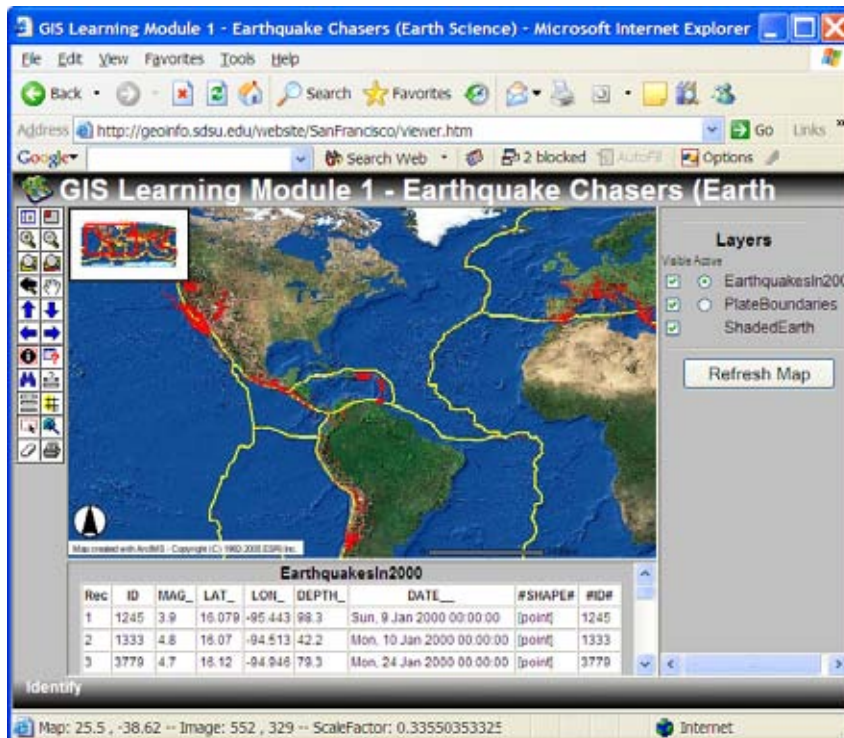 GIS Learning Module 1 - Earthquake Chasers (Earth Science) - Microsoft Internet Explorer
File Edit View Favorites Tools Help
Back Search Favorites
Address http://geoinfo.sdsu.edu/website/SanFrancisco/viewer.htm Go Links »
Google Search Web 2 blocked AutoFill Options
GIS Learning Module 1 - Earthquake Chasers (Earth
Layers
Visible Active
EarthquakesIn200
PlateBoundaries
ShadedEarth
Refresh Map
Map created with ArcIMS - Copyright (C) 1992-2005 ESRI Inc.
EarthquakesIn2000
Rec ID MAG_ LAT_ LON_ DEPTH_ DATE__ #SHAPE# #ID#
1 1245 3.9 16.079 -95.443 98.3 Sun, 9 Jan 2000 00:00:00 [point] 1245
2 1333 4.8 16.07 -94.513 42.2 Mon, 10 Jan 2000 00:00:00 [point] 1333
3 3779 4.7 16.12 -94.946 79.3 Mon, 24 Jan 2000 00:00:00 [point] 3779
Identify
Map: 25.5 , -38.62 -- Image: 552 , 329 -- ScaleFactor: 0.33550353325 Internet